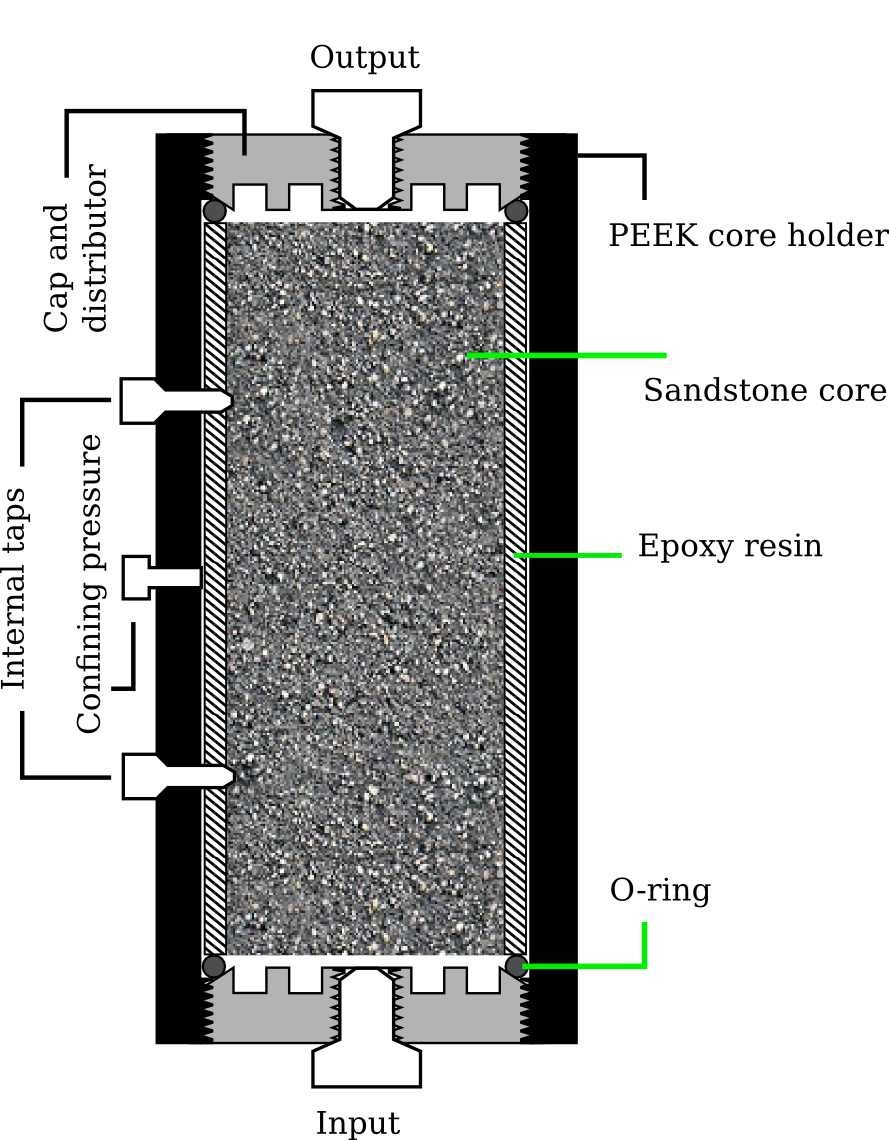 Output
Cap and
distributor
PEEK core holder
Sandstone core
Internal taps
Confining pressure
Epoxy resin
O-ring
Input